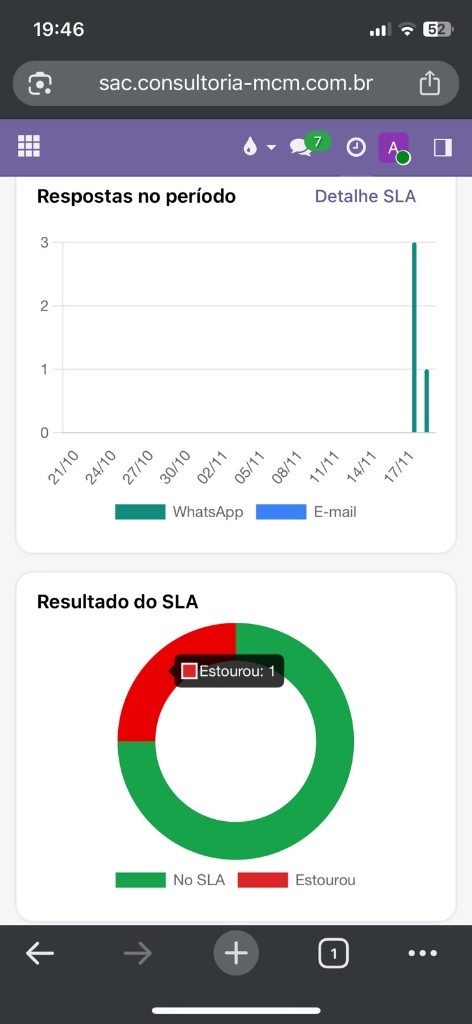 19:46
52
sac.consultoria-mcm.com.br
7
A
Respostas no período
Detalhe SLA
3
2
1
0
21/10
24/10
27/10
30/10
02/11
05/11
08/11
11/11
14/11
17/11
WhatsApp
E-mail
Resultado do SLA
Estourou: 1
No SLA
Estourou
1